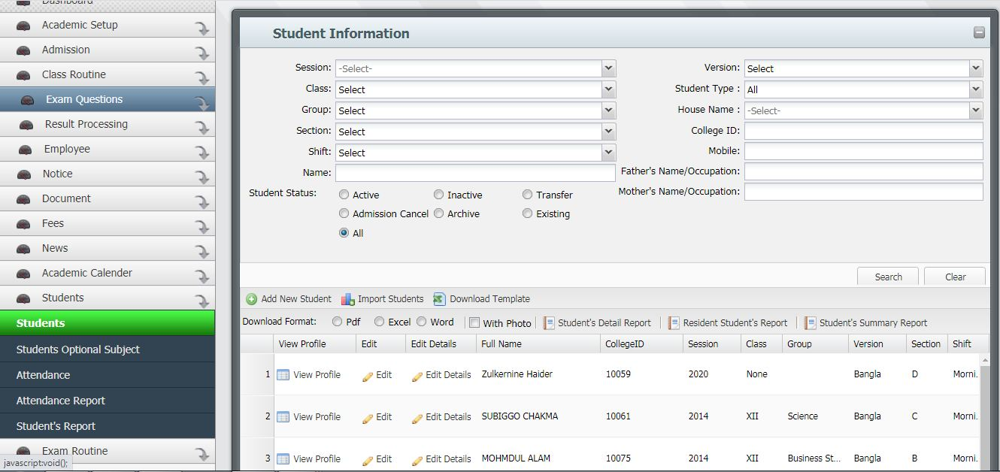 Dashboard
Academic Setup
Admission
Class Routine
Exam Questions
Result Processing
Employee
Notice
Document
Fees
News
Academic Calender
Students
Students
Students Optional Subject
Attendance
Attendance Report
Student's Report
Exam Routine
javascript:void();
Student Information
Session: -Select- Version: Select
Class: Select Student Type : All
Group: Select House Name : -Select-
Section: Select College ID:
Shift: Select Mobile:
Name: Father's Name/Occupation:
Student Status: Active Inactive Transfer Mother's Name/Occupation:
Admission Cancel Archive Existing
All
Search Clear
Add New Student Import Students Download Template
Download Format: Pdf Excel Word With Photo Student's Detail Report Resident Student's Report Student's Summary Report
View Profile Edit Edit Details Full Name CollegeID Session Class Group Version Section Shift
1 View Profile Edit Edit Details Zulkernine Haider 10059 2020 None Bangla D Morni.
2 View Profile Edit Edit Details SUBIGGO CHAKMA 10061 2014 XII Science Bangla C Morni.
3 View Profile Edit Edit Details MOHMDUL ALAM 10075 2014 XII Business St... Bangla B Morni.